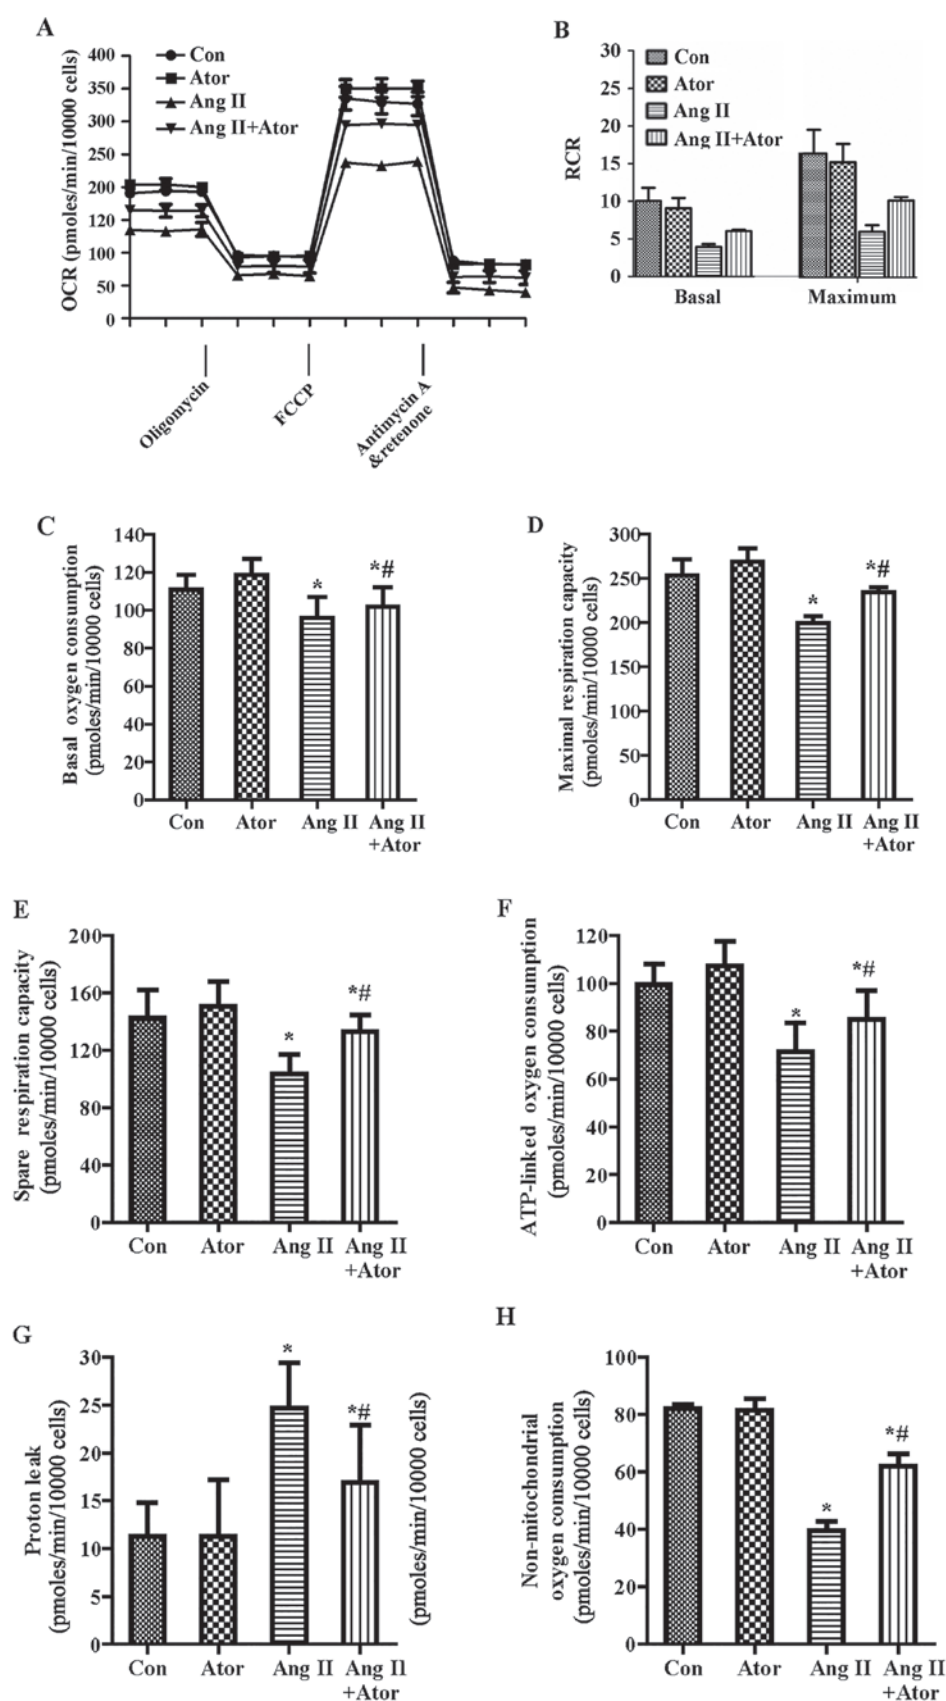 A
OCR (pmoles/min/10000 cells)
400
350
300
250
200
120
100
50
0
Con
Ator
Ang II
Ang II+Ator
Oligomycin
FCCP
Antimycin A
&retenone
B
RCR
30
25
20
15
10
5
0
Con
Ator
Ang II
Ang II+Ator
Basal
Maximum
C
Basal oxygen consumption
(pmoles/min/10000 cells)
140
120
100
80
60
40
20
0
*
*#
Con
Ator
Ang II
Ang II
+Ator
D
Maximal respiration capacity
(pmoles/min/10000 cells)
300
250
200
150
100
50
0
*
*#
Con
Ator
Ang II
Ang II
+Ator
E
Spare respiration capacity
(pmoles/min/10000 cells)
200
160
120
80
40
0
*
*#
Con
Ator
Ang II
Ang II
+Ator
F
ATP-linked oxygen consumption
(pmoles/min/10000 cells)
120
100
80
60
40
20
0
*
*#
Con
Ator
Ang II
Ang II
+Ator
G
Proton leak
(pmoles/min/10000 cells)
30
25
20
15
10
5
0
*
*#
Con
Ator
Ang II
Ang II
+Ator
(pmoles/min/10000 cells)
H
Non-mitochondrial
oxygen consumption
(pmoles/min/10000 cells)
100
80
60
40
20
0
*
*#
Con
Ator
Ang II
Ang II
+Ator